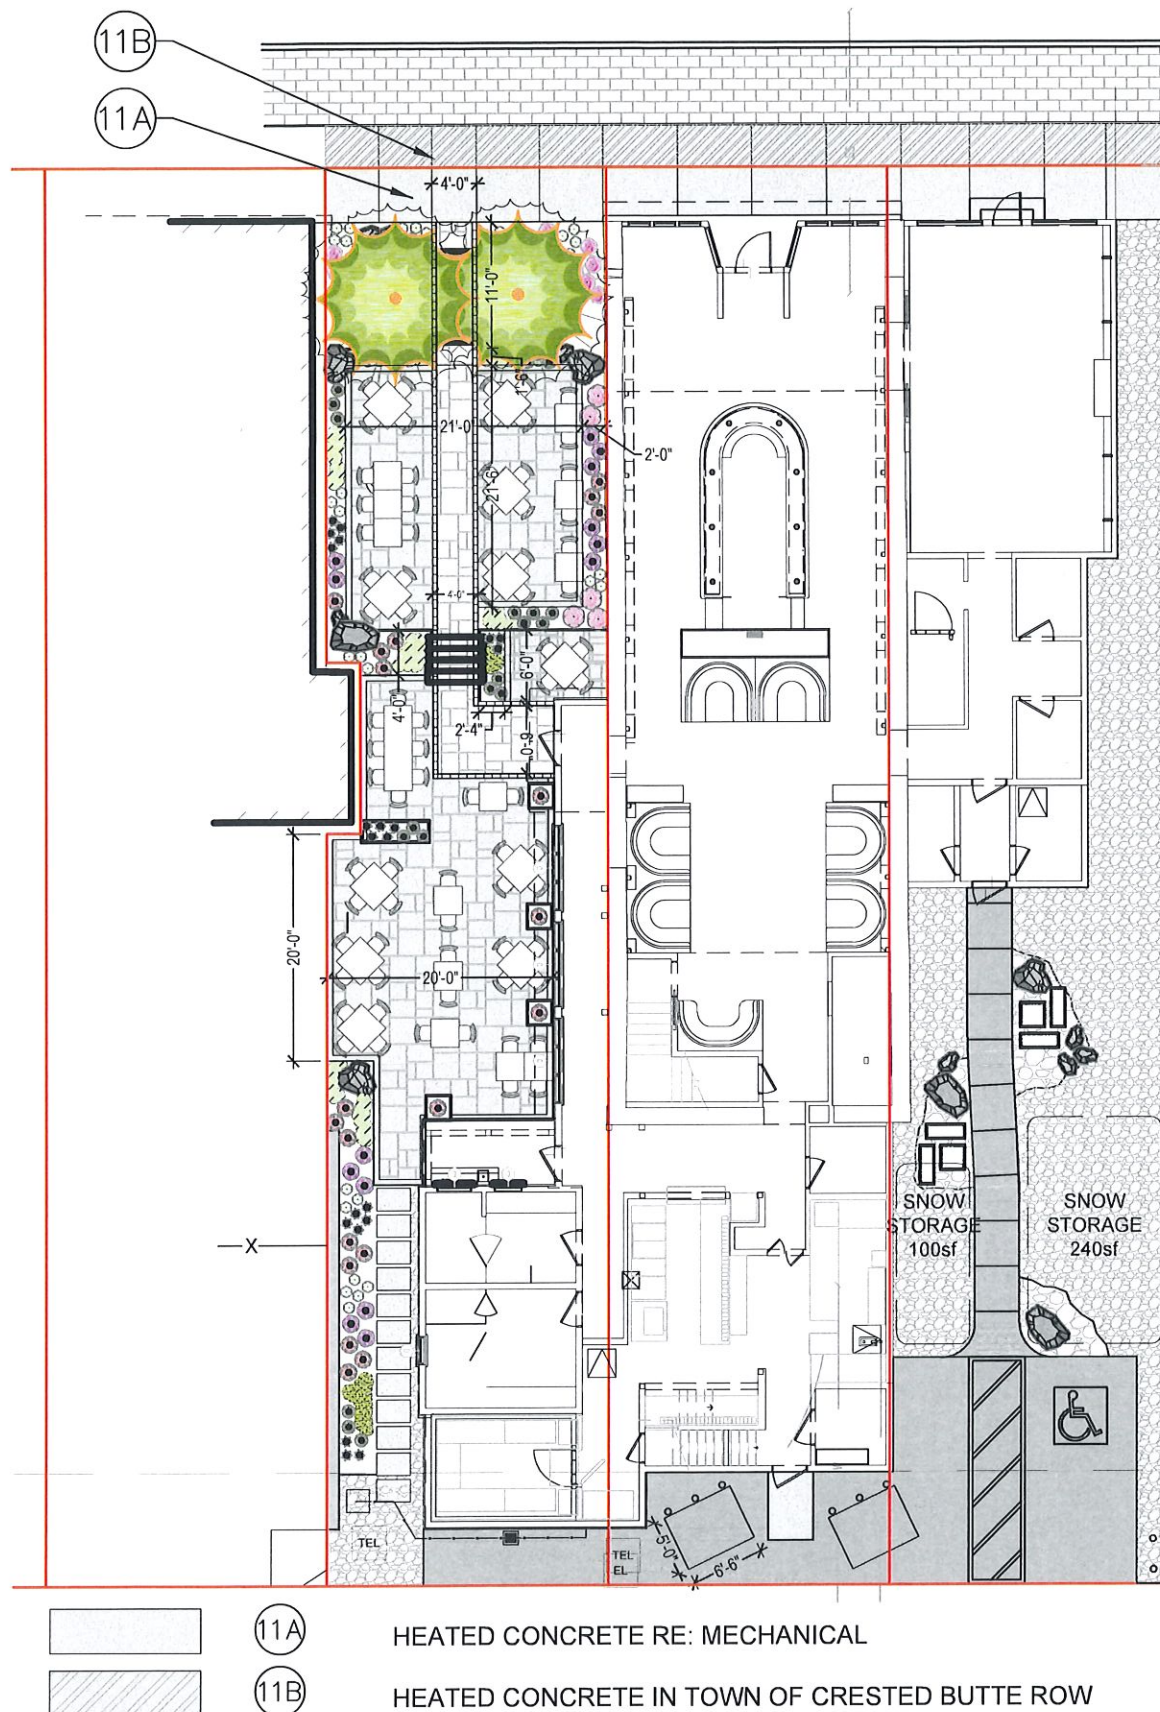 11B
11A
4'-0"
11'-0"
1'-6"
21'-0"
2'-0"
21'-6"
4'-0"
6'-0"
4'-0"
2'-4"
6'-0"
20'-0"
20'-0"
SNOW
STORAGE
100sf
SNOW
STORAGE
240sf
X
TEL
TEL
EL
5'-0"
6'-6"
11A HEATED CONCRETE RE: MECHANICAL
11B HEATED CONCRETE IN TOWN OF CRESTED BUTTE ROW